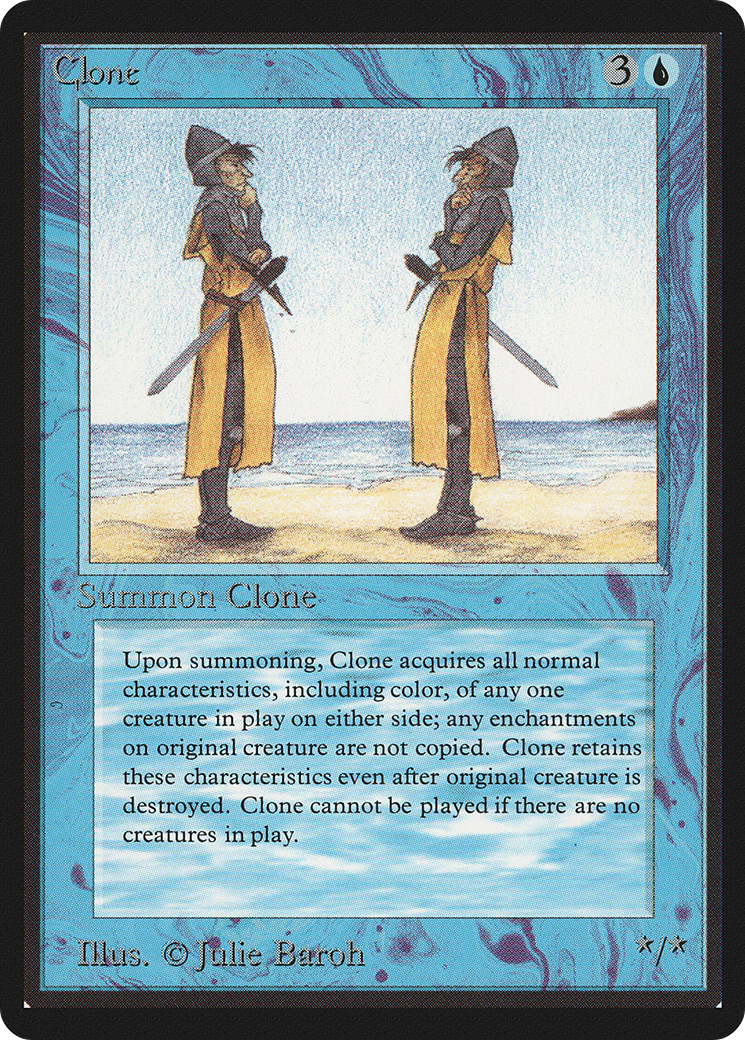 Clone 3
Summon Clone
Upon summoning, Clone acquires all normal
characteristics, including color, of any one
creature in play on either side; any enchantments
on original creature are not copied. Clone retains
these characteristics even after original creature is
destroyed. Clone cannot be played if there are no
creatures in play.
Illus. © Julie Baroh */*